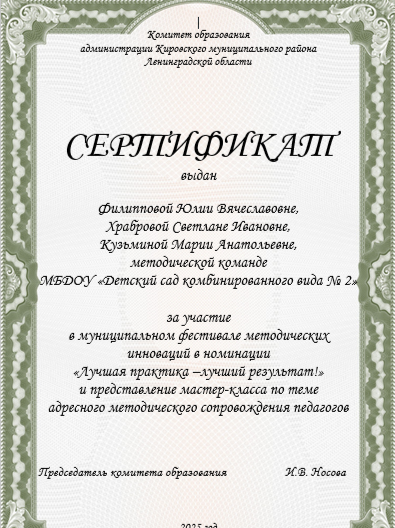 Комитет образования
администрации Кировского муниципального района
Ленинградской области
СЕРТИФИКАТ
выдан
Филипповой Юлии Вячеславовне,
Храбровой Светлане Ивановне,
Кузьминой Марии Анатольевне,
методической команде
МБДОУ «Детский сад комбинированного вида № 2»
за участие
в муниципальном фестивале методических
инноваций в номинации
«Лучшая практика –лучший результат!»
и представление мастер-класса по теме
адресного методического сопровождения педагогов
Председатель комитета образования И.В. Носова
2025 год